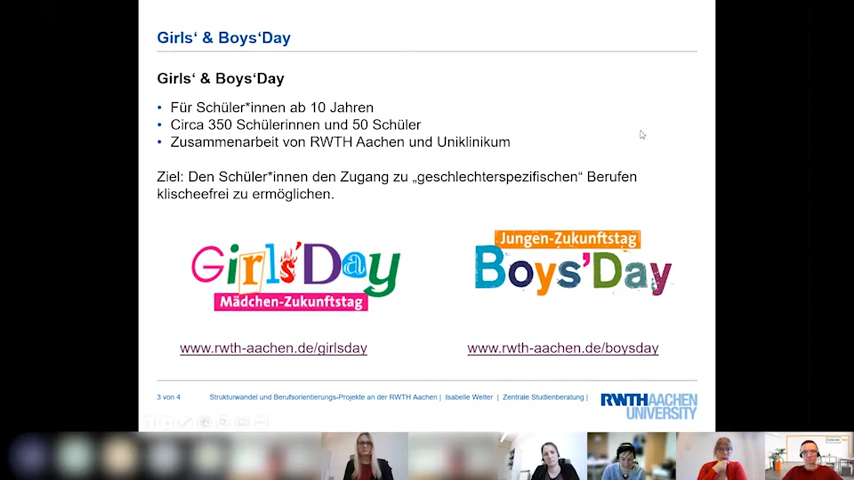 Girls‘ & Boys‘Day
Girls‘ & Boys‘Day
• Für Schüler*innen ab 10 Jahren
• Circa 350 Schülerinnen und 50 Schüler
• Zusammenarbeit von RWTH Aachen und Uniklinikum
Ziel: Den Schüler*innen den Zugang zu „geschlechterspezifischen“ Berufen
klischeefrei zu ermöglichen.
Girls'Day
Mädchen-Zukunftstag
Jungen-Zukunftstag
Boys'Day
www.rwth-aachen.de/girlsday
www.rwth-aachen.de/boysday
3 von 4
Strukturwandel und Berufsorientierungs-Projekte an der RWTH Aachen | Isabelle Welter | Zentrale Studienberatung |
RWTH AACHEN
UNIVERSITY